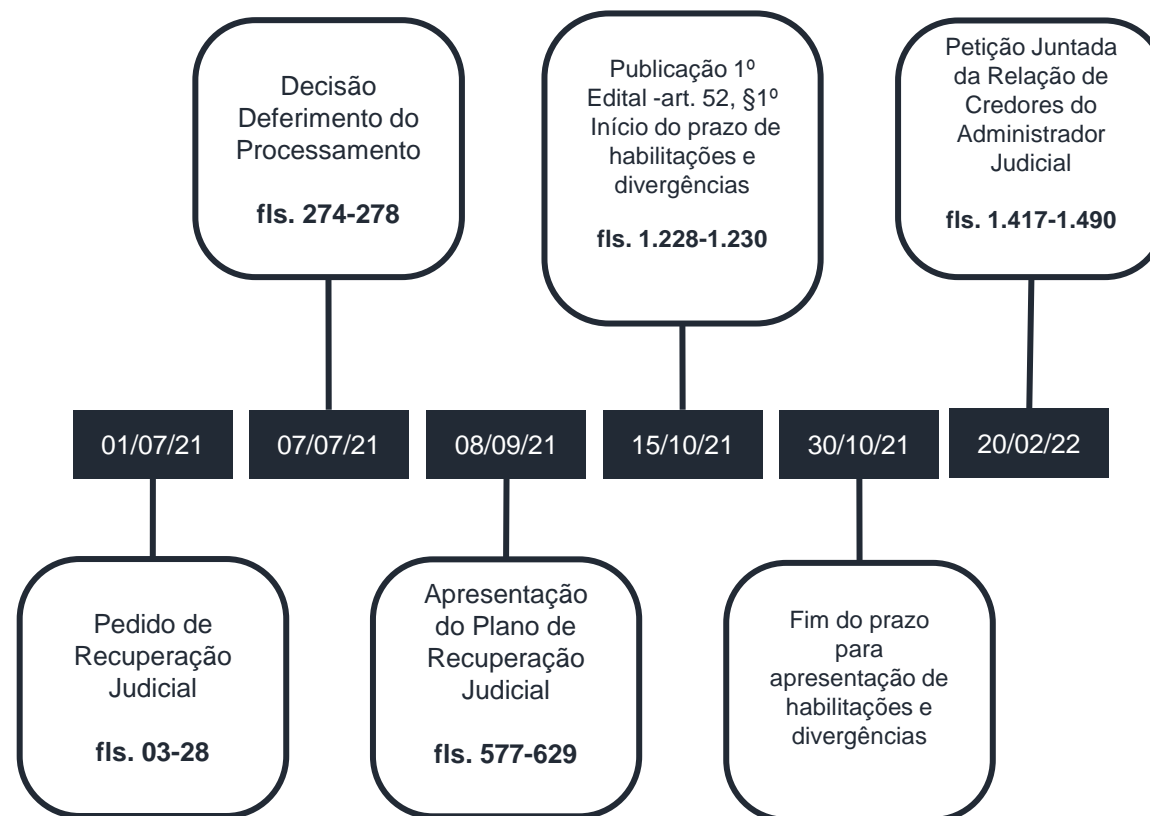 Decisão
Deferimento do
Processamento
fls. 274-278
Publicação 1º
Edital -art. 52, §1º
Início do prazo de
habilitações e
divergências
fls. 1.228-1.230
Petição Juntada
da Relação de
Credores do
Administrador
Judicial
fls. 1.417-1.490
01/07/21
07/07/21
08/09/21
15/10/21
30/10/21
20/02/22
Pedido de
Recuperação
Judicial
fls. 03-28
Apresentação
do Plano de
Recuperação
Judicial
fls. 577-629
Fim do prazo
para
apresentação de
habilitações e
divergências